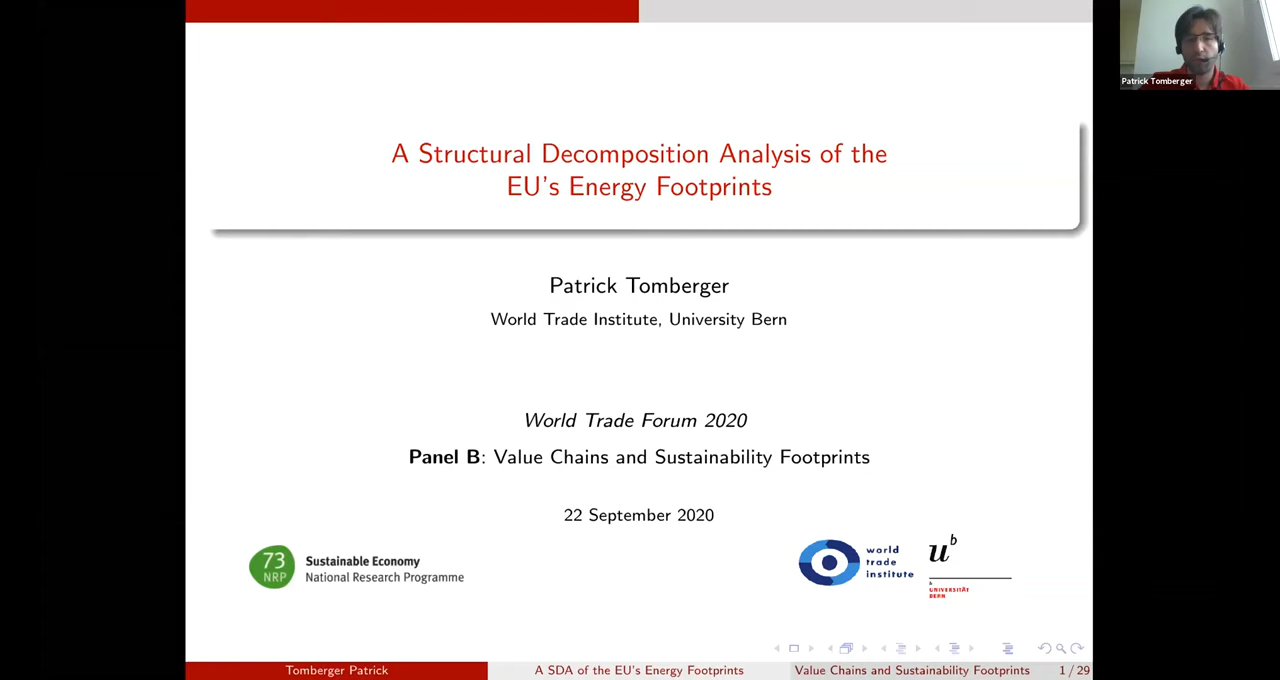 Patrick Tomberger
A Structural Decomposition Analysis of the
EU's Energy Footprints
Patrick Tomberger
World Trade Institute, University Bern
World Trade Forum 2020
Panel B: Value Chains and Sustainability Footprints
22 September 2020
73
NRP
Sustainable Economy
National Research Programme
world
trade
institute
u^b
b
UNIVERSITÄT
BERN
Tomberger Patrick
A SDA of the EU's Energy Footprints
Value Chains and Sustainability Footprints
1 / 29